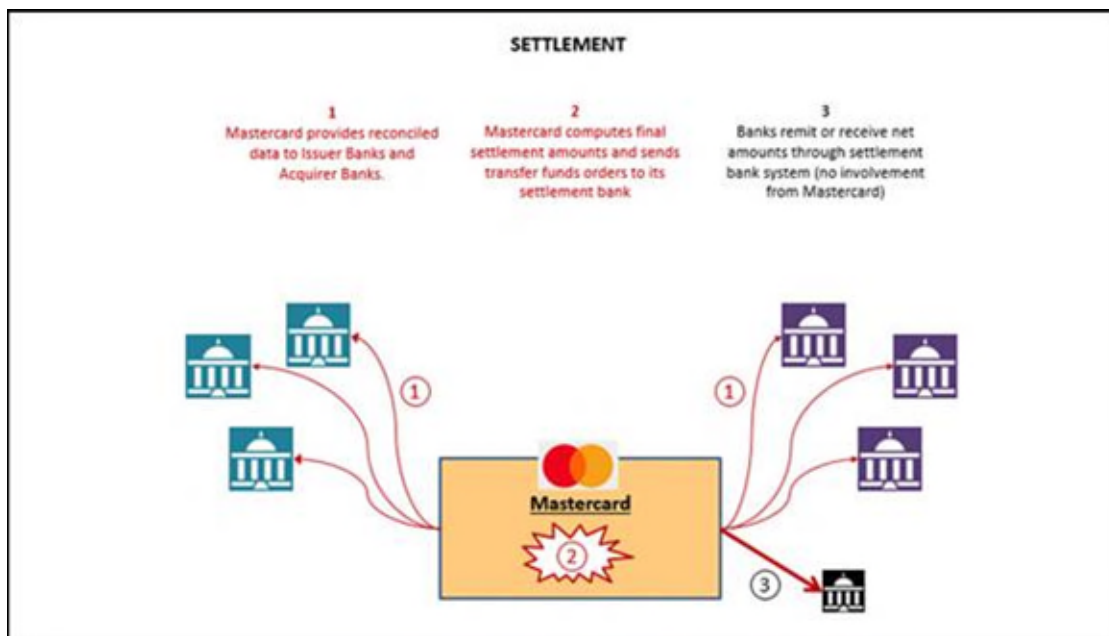 SETTLEMENT
1
Mastercard provides reconciled
data to Issuer Banks and
Acquirer Banks.
2
Mastercard computes final
settlement amounts and sends
transfer funds orders to its
settlement bank
3
Banks remit or receive net
amounts through settlement
bank system (no involvement
from Mastercard)
1
1
Mastercard
2
3